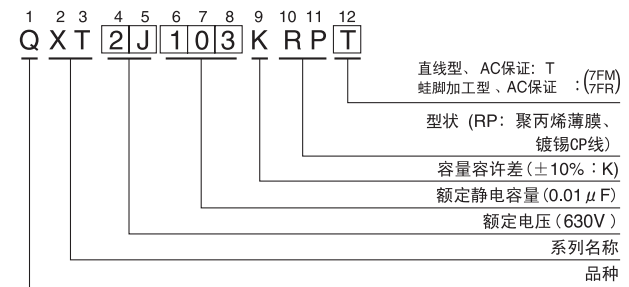 1 2 3 4 5 6 7 8 9 10 11 12
Q X T 2 J 1 0 3 K R P T
直线型、AC保证：T
蛙脚加工型、AC保证 ：(7FM 7FR)
型状 (RP：聚丙烯薄膜、
镀锡CP线)
容量容许差(±10%：K)
额定静电容量(0.01μF)
额定电压(630V)
系列名称
品种